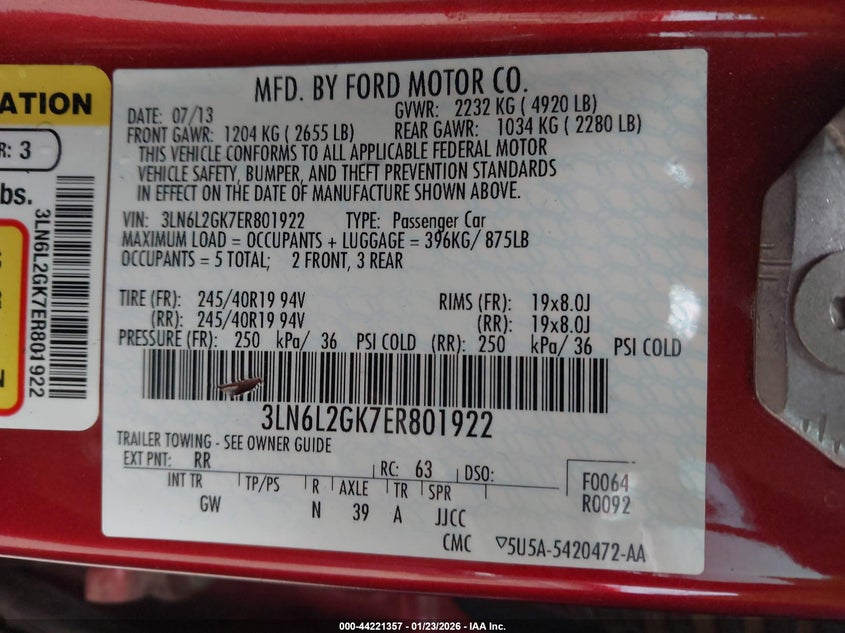 ATION
R: 3
bs.
3LN6L2GK7ER801922
S
N
MFD. BY FORD MOTOR CO.
DATE: 07/13 GVWR: 2232 KG ( 4920 LB)
FRONT GAWR: 1204 KG ( 2655 LB) REAR GAWR: 1034 KG ( 2280 LB)
THIS VEHICLE CONFORMS TO ALL APPLICABLE FEDERAL MOTOR
VEHICLE SAFETY, BUMPER, AND THEFT PREVENTION STANDARDS
IN EFFECT ON THE DATE OF MANUFACTURE SHOWN ABOVE.
VIN: 3LN6L2GK7ER801922 TYPE: Passenger Car
MAXIMUM LOAD = OCCUPANTS + LUGGAGE = 396KG/ 875LB
OCCUPANTS = 5 TOTAL; 2 FRONT, 3 REAR
TIRE (FR): 245/40R19 94V RIMS (FR): 19x8.0J
(RR): 245/40R19 94V (RR): 19x8.0J
PRESSURE (FR): 250 kPa/ 36 PSI COLD (RR): 250 kPa/ 36 PSI COLD
3LN6L2GK7ER801922
TRAILER TOWING - SEE OWNER GUIDE
EXT PNT: RR RC: 63 DSO: F0064
INT TR TP/PS R AXLE TR SPR R0092
GW N 39 A JJCC
CMC 5U5A-5420472-AA
000-44221357 - 01/23/2026 - IAA Inc.